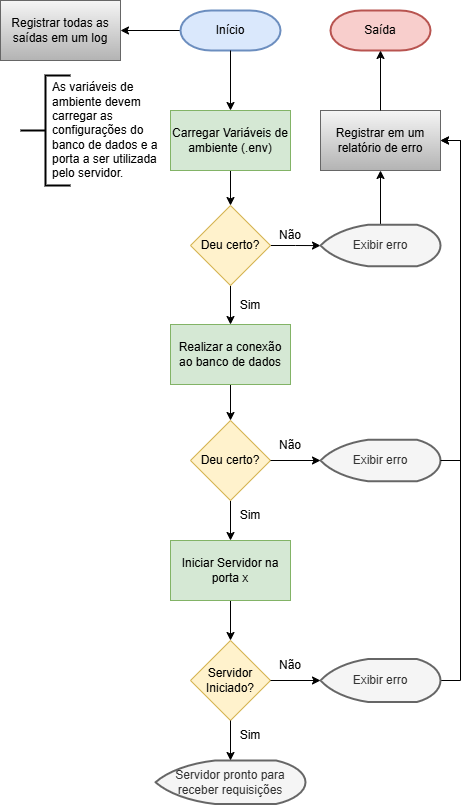 Registrar todas as
saídas em um log
Início
Saída
As variáveis de
ambiente devem
carregar as
configurações do
banco de dados e a
porta a ser utilizada
pelo servidor.
Carregar Variáveis de
ambiente (.env)
Registrar em um
relatório de erro
Deu certo?
Não
Exibir erro
Sim
Realizar a conexão
ao banco de dados
Deu certo?
Não
Exibir erro
Sim
Iniciar Servidor na
porta x
Servidor
Iniciado?
Não
Exibir erro
Sim
Servidor pronto para
receber requisições